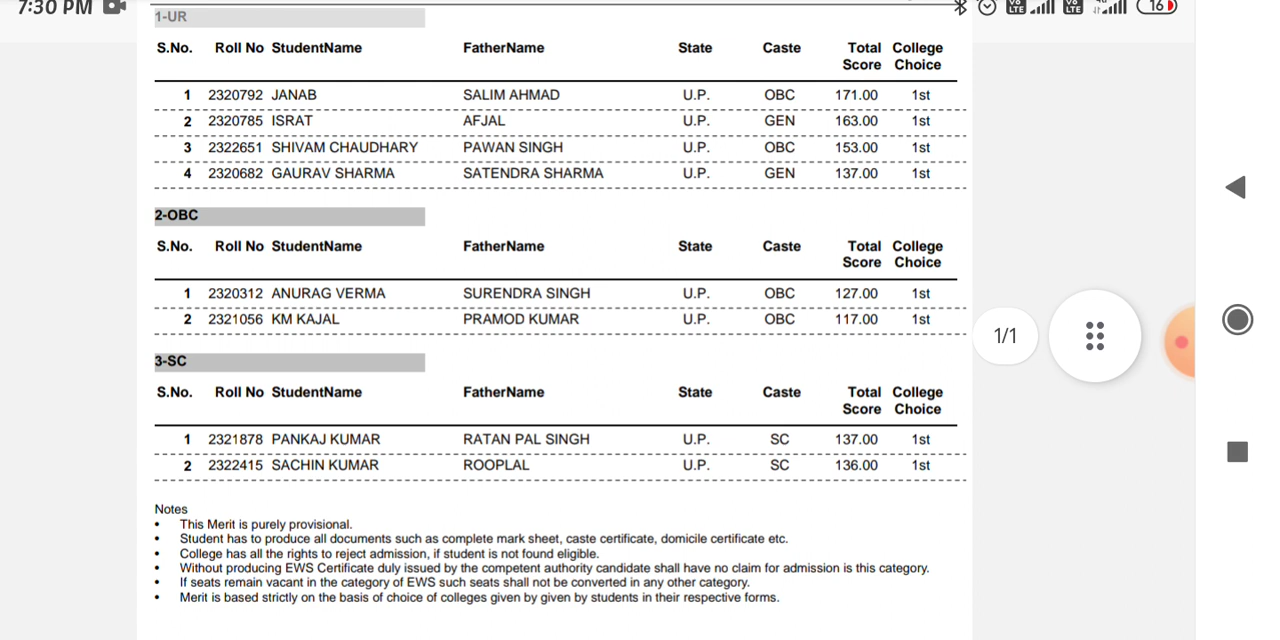 7:30 PM
VO LTE VO LTE 4G 16
1-UR
S.No. Roll No StudentName FatherName State Caste Total Score College Choice
1 2320792 JANAB SALIM AHMAD U.P. OBC 171.00 1st
2 2320785 ISRAT AFJAL U.P. GEN 163.00 1st
3 2322651 SHIVAM CHAUDHARY PAWAN SINGH U.P. OBC 153.00 1st
4 2320682 GAURAV SHARMA SATENDRA SHARMA U.P. GEN 137.00 1st
2-OBC
S.No. Roll No StudentName FatherName State Caste Total Score College Choice
1 2320312 ANURAG VERMA SURENDRA SINGH U.P. OBC 127.00 1st
2 2321056 KM KAJAL PRAMOD KUMAR U.P. OBC 117.00 1st
1/1
3-SC
S.No. Roll No StudentName FatherName State Caste Total Score College Choice
1 2321878 PANKAJ KUMAR RATAN PAL SINGH U.P. SC 137.00 1st
2 2322415 SACHIN KUMAR ROOPLAL U.P. SC 136.00 1st
Notes
• This Merit is purely provisional.
• Student has to produce all documents such as complete mark sheet, caste certificate, domicile certificate etc.
• College has all the rights to reject admission, if student is not found eligible.
• Without producing EWS Certificate duly issued by the competent authority candidate shall have no claim for admission is this category.
• If seats remain vacant in the category of EWS such seats shall not be converted in any other category.
• Merit is based strictly on the basis of choice of colleges given by given by students in their respective forms.